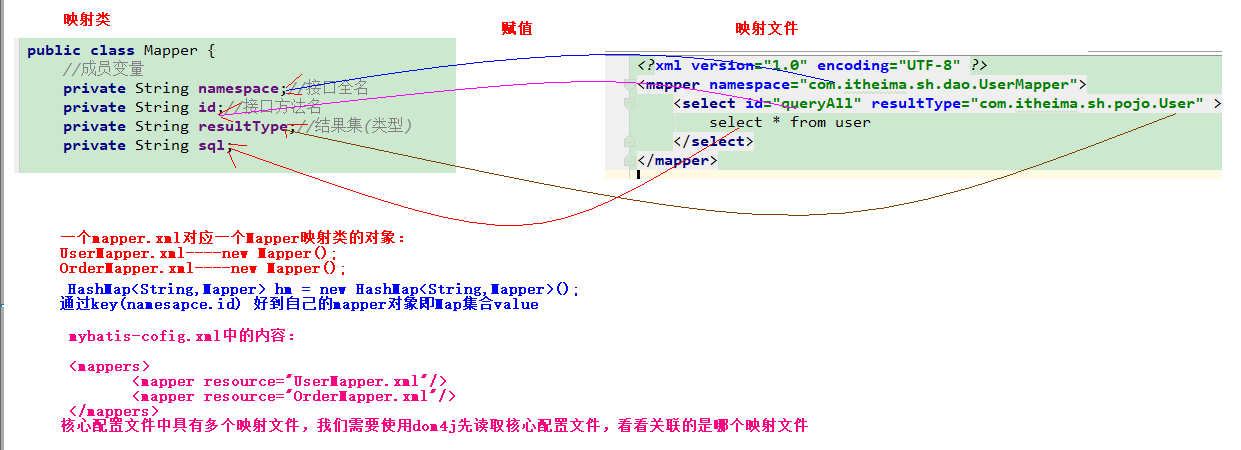 映射类
赋值
映射文件
public class Mapper {
//成员变量
private String namespace;//接口全名
private String id;//接口方法名
private String resultType;//结果集(类型)
private String sql;
<?xml version="1.0" encoding="UTF-8" ?>
<mapper namespace="com.itheima.sh.dao.UserMapper">
<select id="queryAll" resultType="com.itheima.sh.pojo.User" >
select * from user
</select>
</mapper>
一个mapper.xml对应一个Mapper映射类的对象：
UserMapper.xml----new Mapper();
OrderMapper.xml----new Mapper();
HashMap<String,Mapper> hm = new HashMap<String,Mapper>();
通过key(namesapce.id) 好到自己的mapper对象即Map集合value
mybatis-cofig.xml中的内容：
<mappers>
<mapper resource="UserMapper.xml"/>
<mapper resource="OrderMapper.xml"/>
</mappers>
核心配置文件中具有多个映射文件，我们需要使用dom4j先读取核心配置文件，看看关联的是哪个映射文件